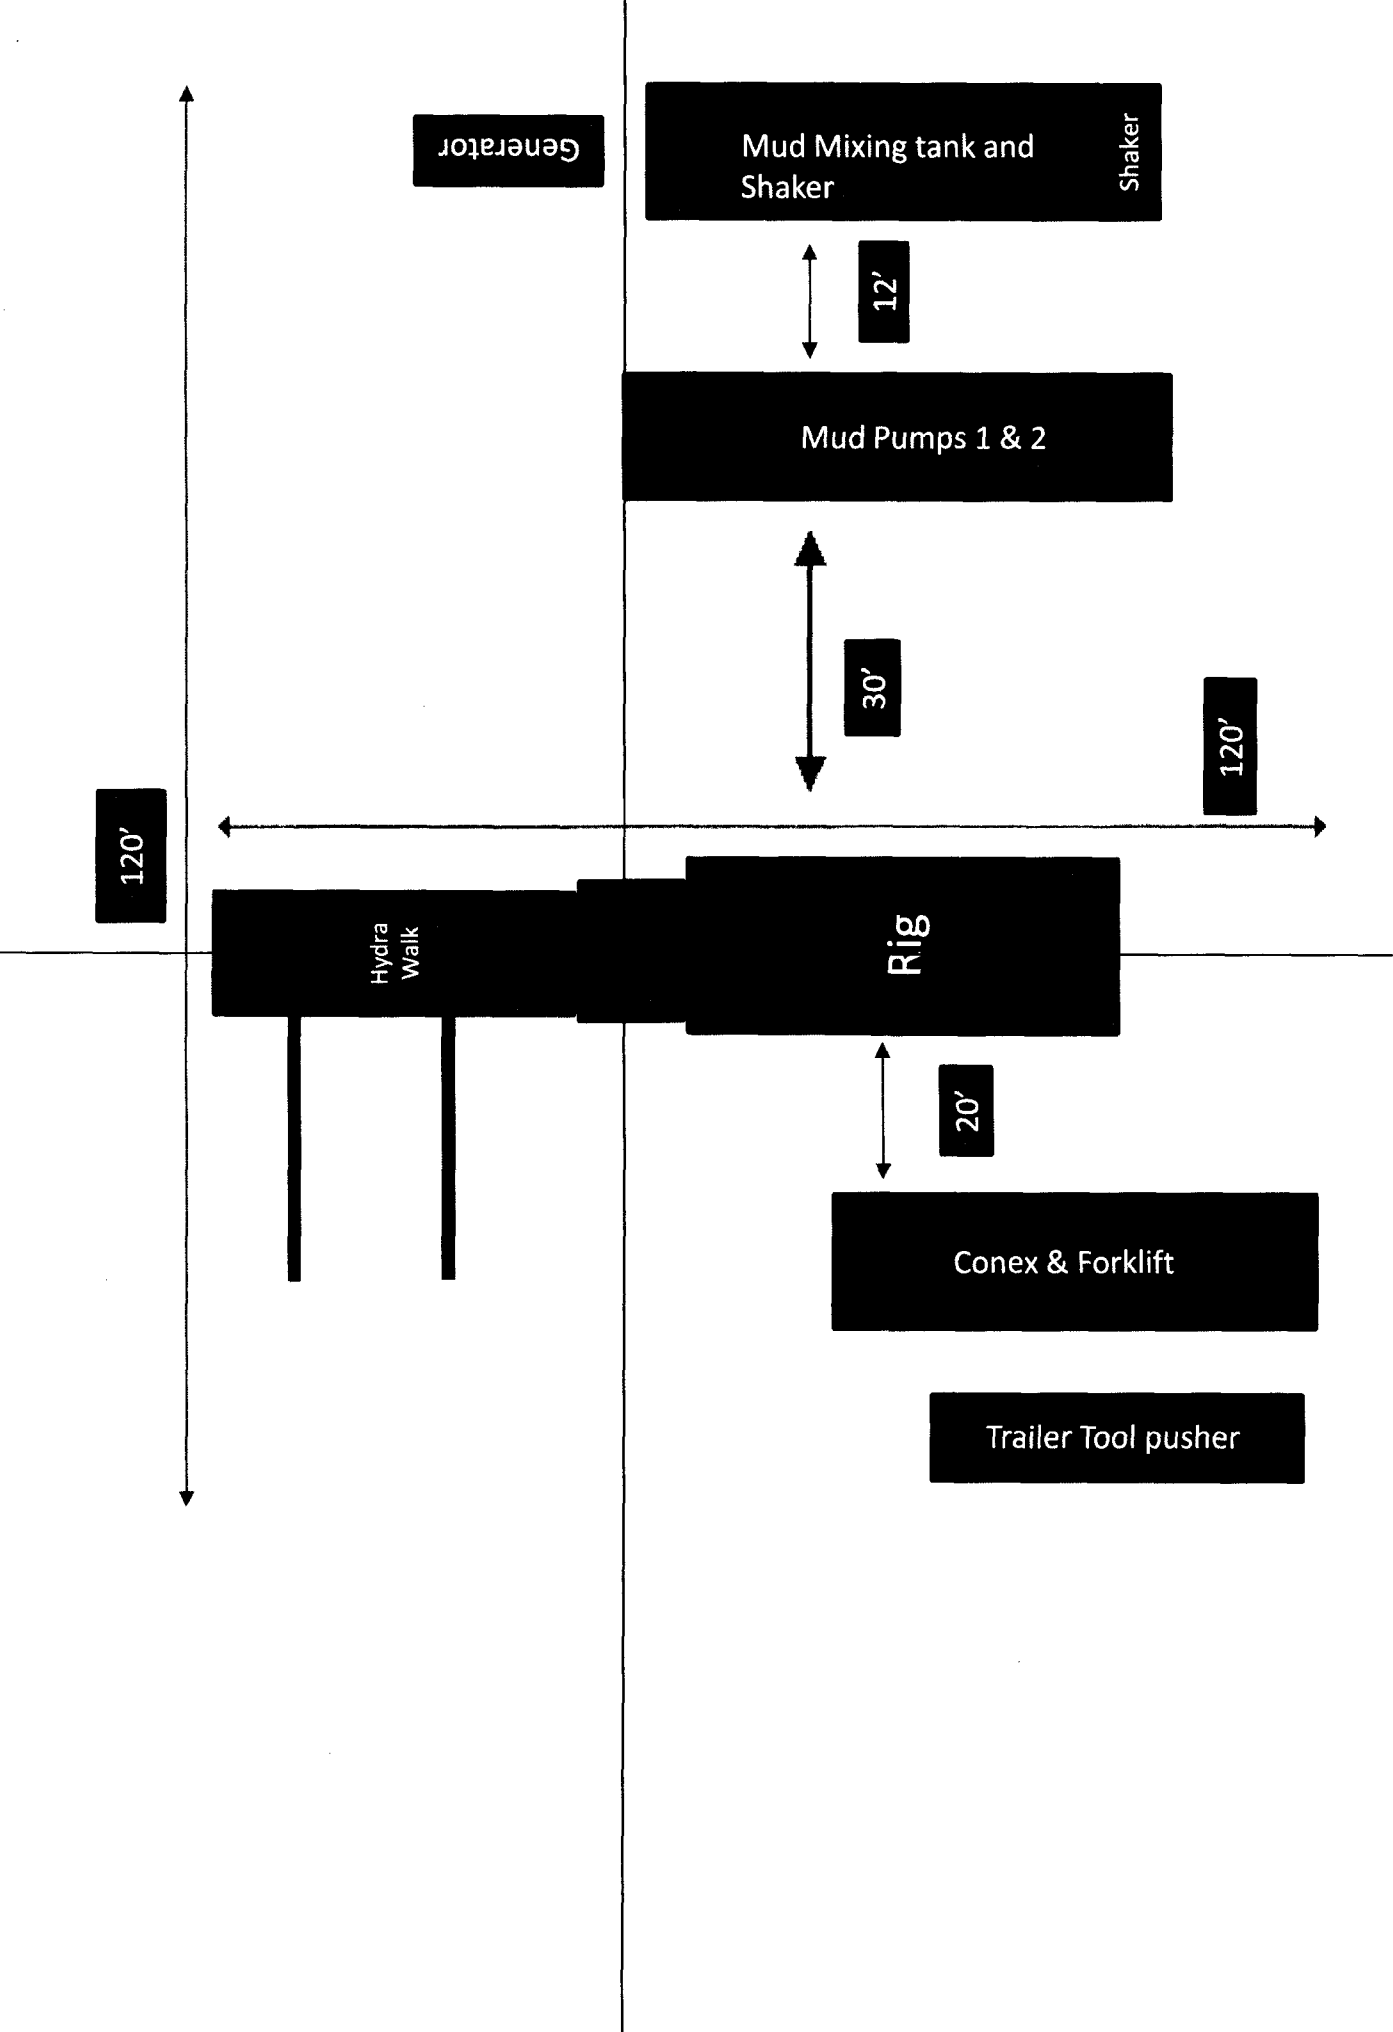 Generator
Mud Mixing tank and
Shaker
Shaker
12'
Mud Pumps 1 & 2
30'
120'
120'
Hydra
Walk
Rig
20'
Conex & Forklift
Trailer Tool pusher